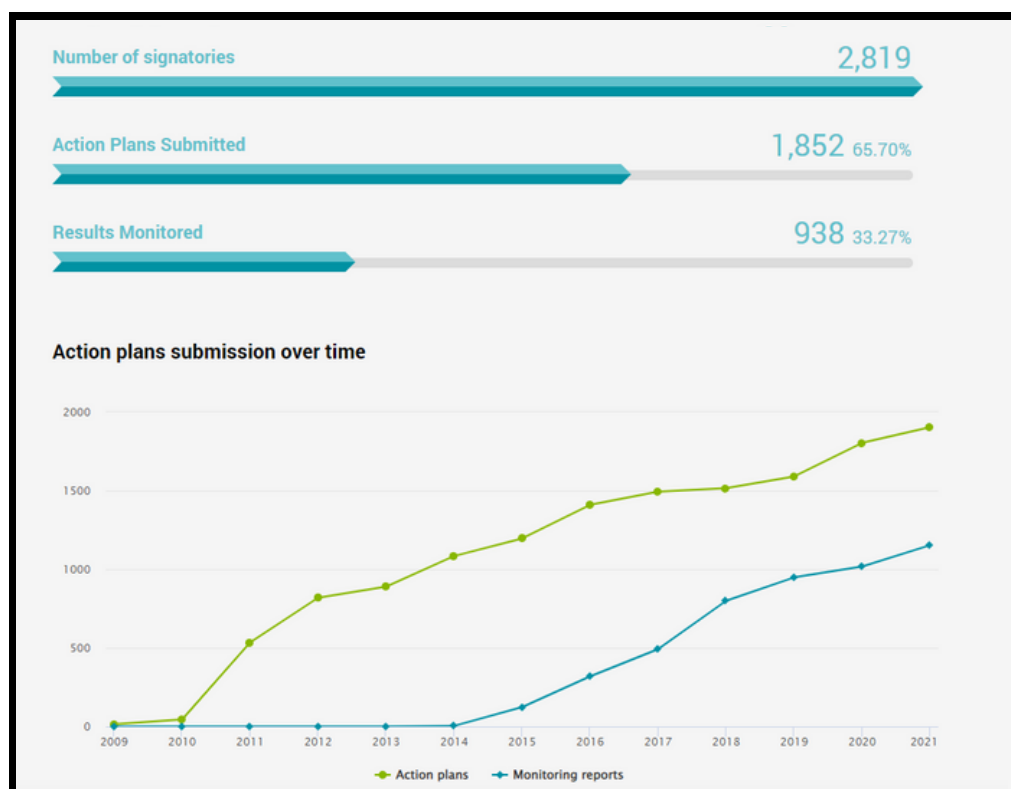 Number of signatories 2,819
Action Plans Submitted 1,852 65.70%
Results Monitored 938 33.27%
Action plans submission over time
2000
1500
1000
500
0
2009 2010 2011 2012 2013 2014 2015 2016 2017 2018 2019 2020 2021
Action plans Monitoring reports